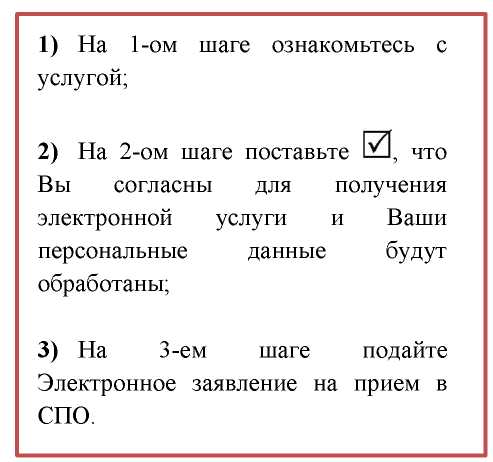 1) На 1-ом шаге ознакомьтесь с
услугой;
2) На 2-ом шаге поставьте ☑, что
Вы согласны для получения
электронной услуги и Ваши
персональные данные будут
обработаны;
3) На 3-ем шаге подайте
Электронное заявление на прием в
СПО.